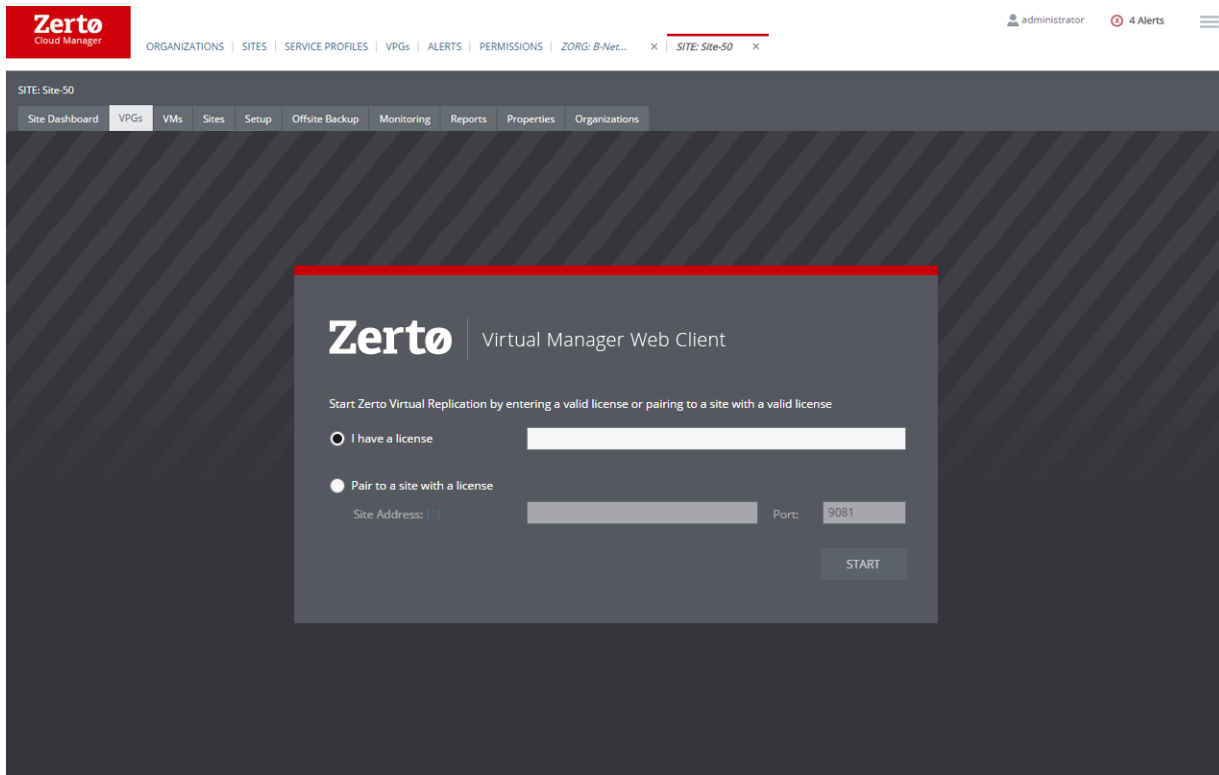 Zertø
Cloud Manager
administrator
4 Alerts
ORGANIZATIONS | SITES | SERVICE PROFILES | VPGs | ALERTS | PERMISSIONS | ZORG: B-Net... × | SITE: Site-50 ×
SITE: Site-50
Site Dashboard VPGs VMs Sites Setup Offsite Backup Monitoring Reports Properties Organizations
Zertø | Virtual Manager Web Client
Start Zerto Virtual Replication by entering a valid license or pairing to a site with a valid license
I have a license
Pair to a site with a license
Site Address: [?] Port: 9081
START